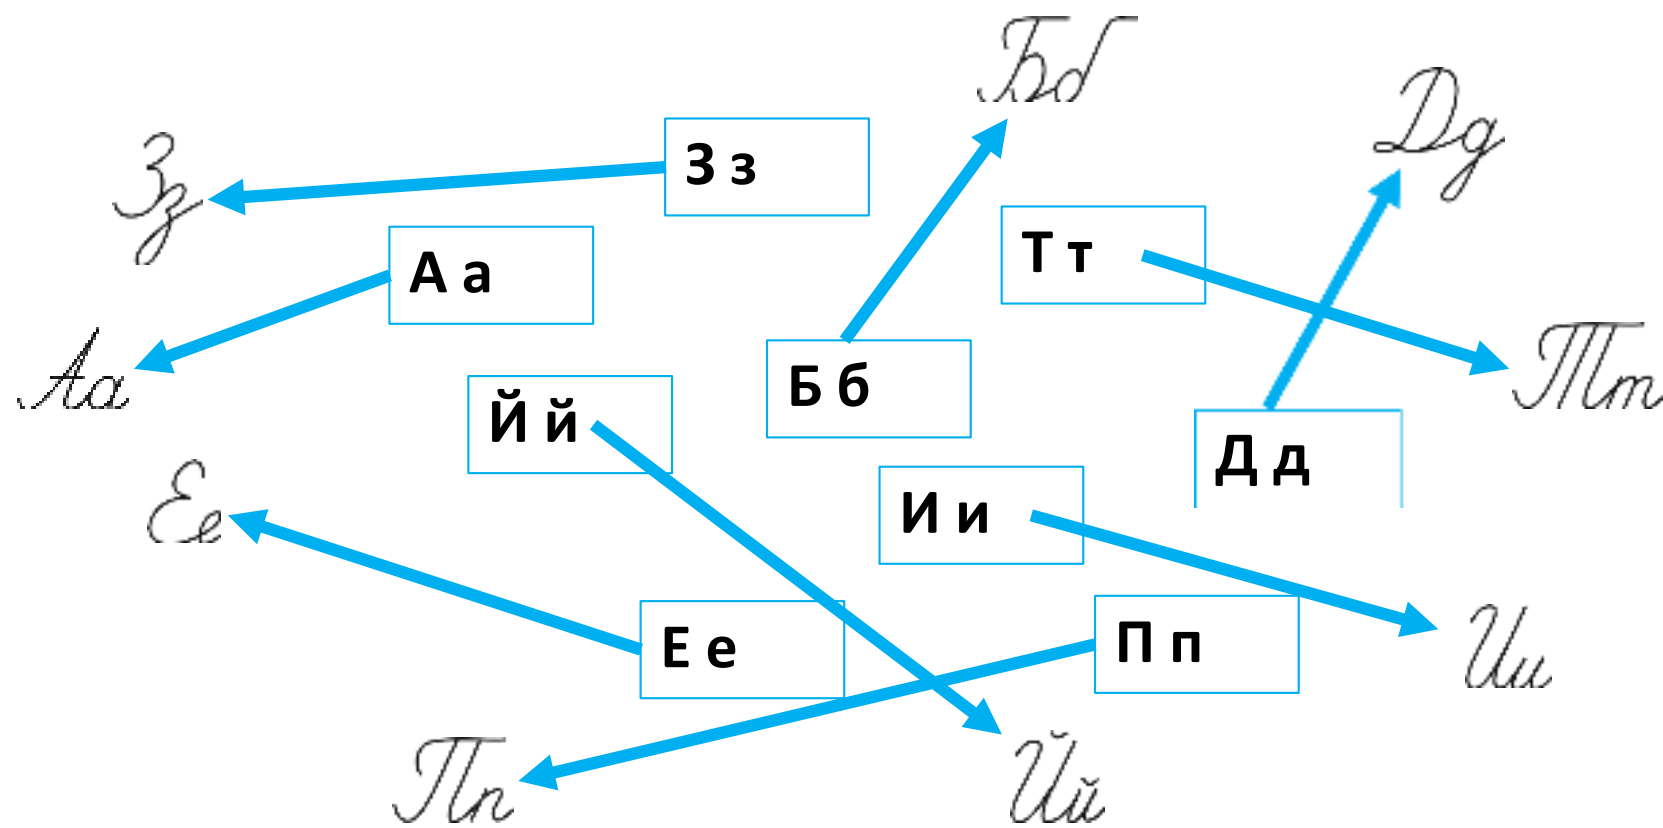 Бб
Дд
Зз
З з
Т т
А а
Аа
Тт
Б б
Й й
Д д
Ее
И и
Е е
П п
Ии
Пп
Йй